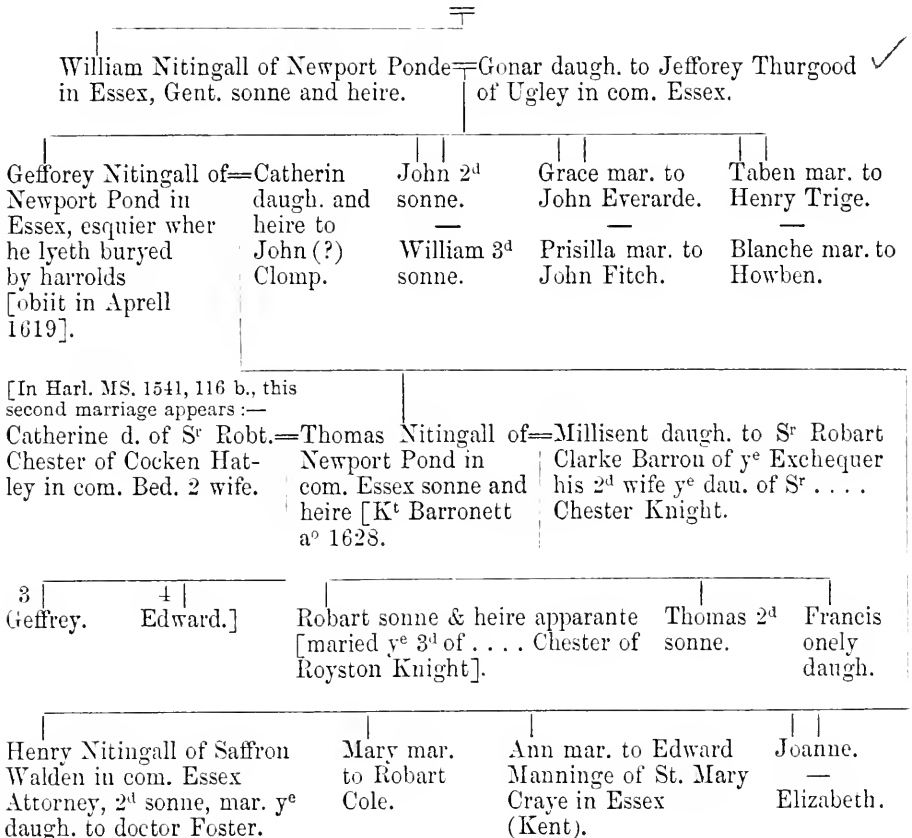 William Nitingall of Newport Ponde=Gonar daugh. to Jefforey Thurgood
in Essex, Gent. sonne and heire.
of Ugley in com. Essex.
Gefforey Nitingall of=Catherin
Newport Pond in
Essex, esquier wher
he lyeth buryed
by harrolds
[obiit in Aprell
1619].
daugh. and
heire to
John (?)
Clomp.
John 2d
sonne.
—
William 3d
sonne.
Grace mar. to
John Everarde.
—
Prisilla mar. to
John Fitch.
Taben mar. to
Henry Trige.
—
Blanche mar. to
Howben.
[In Harl. MS. 1541, 116 b., this
second marriage appears :—
Catherine d. of Sr Robt.=Thomas Nitingall of=Millisent daugh. to Sr Robart
Chester of Cocken Hat-
ley in com. Bed. 2 wife.
Newport Pond in
com. Essex sonne and
heire [Kt Barronett
ao 1628.
Clarke Barron of ye Exchequer
his 2d wife ye dau. of Sr . . . .
Chester Knight.
3
Geffrey.
4
Edward.]
Robart sonne & heire apparante
[maried ye 3d of . . . . Chester of
Royston Knight].
Thomas 2d
sonne.
Francis
onely
daugh.
Henry Nitingall of Saffron
Walden in com. Essex
Attorney, 2d sonne, mar. ye
daugh. to doctor Foster.
Mary mar.
to Robart
Cole.
Ann mar. to Edward
Manninge of St. Mary
Craye in Essex
(Kent).
Joanne.
—
Elizabeth.